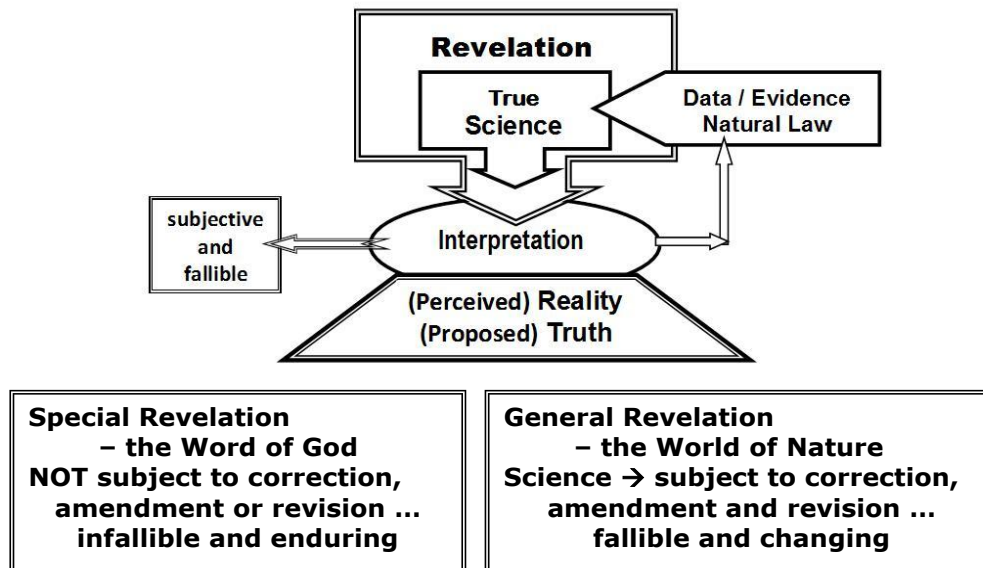 Revelation
True
Science
Data / Evidence
Natural Law
subjective
and
fallible
Interpretation
(Perceived) Reality
(Proposed) Truth
Special Revelation
– the Word of God
NOT subject to correction,
amendment or revision ...
infallible and enduring
General Revelation
– the World of Nature
Science → subject to correction,
amendment and revision ...
fallible and changing